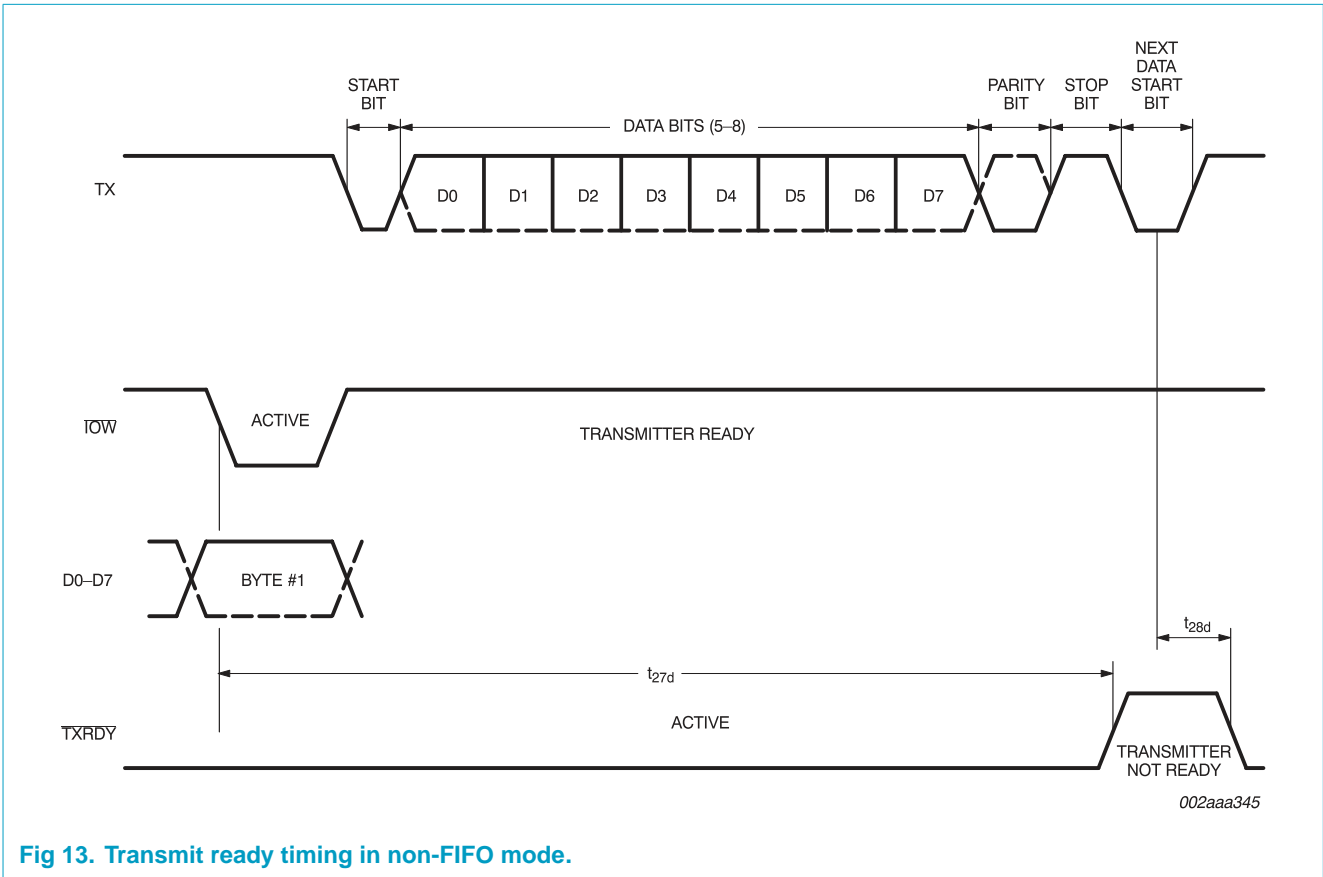 START
BIT
DATA BITS (5–8)
PARITY
BIT
STOP
BIT
NEXT
DATA
START
BIT
TX
D0
D1
D2
D3
D4
D5
D6
D7
IOW
ACTIVE
TRANSMITTER READY
D0–D7
BYTE #1
t28d
t27d
TXRDY
ACTIVE
TRANSMITTER
NOT READY
002aaa345
Fig 13. Transmit ready timing in non-FIFO mode.